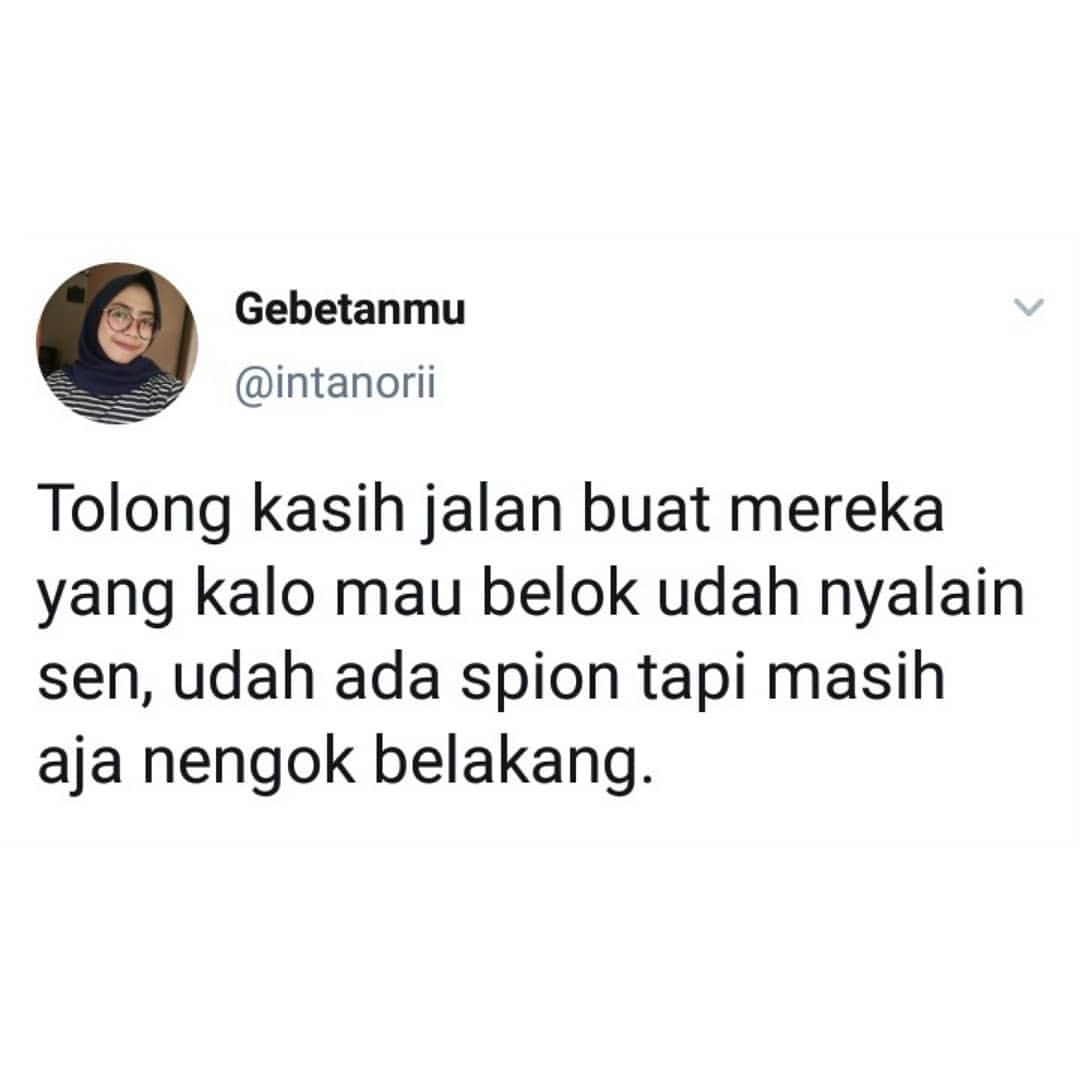 Gebetanmu
@intanorii
Tolong kasih jalan buat mereka
yang kalo mau belok udah nyalain
sen, udah ada spion tapi masih
aja nengok belakang.